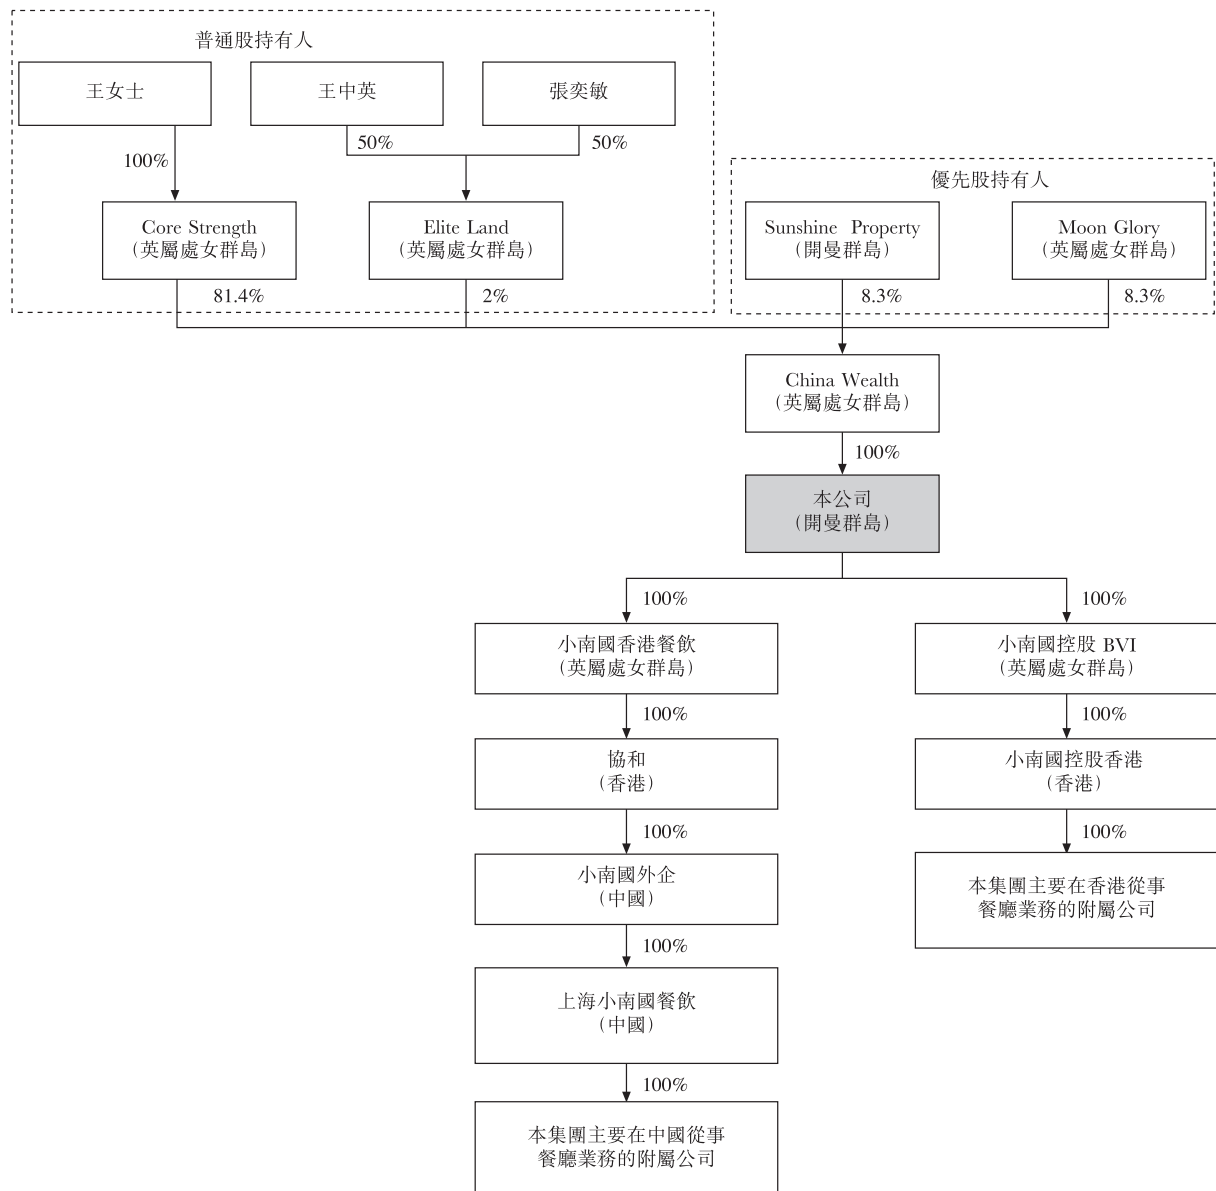 普通股持有人
王女士
王中英
張奕敏
100%
50%
50%
優先股持有人
Core Strength
（英屬處女群島）
Elite Land
（英屬處女群島）
Sunshine Property
（開曼群島）
Moon Glory
（英屬處女群島）
81.4%
2%
8.3%
8.3%
China Wealth
（英屬處女群島）
100%
本公司
（開曼群島）
100%
100%
小南國香港餐飲
（英屬處女群島）
小南國控股 BVI
（英屬處女群島）
100%
100%
協和
（香港）
小南國控股香港
（香港）
100%
100%
小南國外企
（中國）
本集團主要在香港從事
餐廳業務的附屬公司
100%
上海小南國餐飲
（中國）
100%
本集團主要在中國從事
餐廳業務的附屬公司